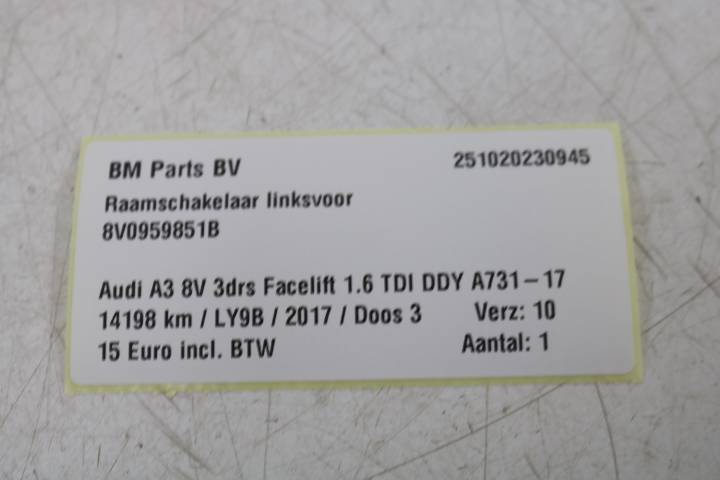 BM Parts BV 251020230945
Raamschakelaar linksvoor
8V0959851B
Audi A3 8V 3drs Facelift 1.6 TDI DDY A731-17
14198 km / LY9B / 2017 / Doos 3 Verz: 10
15 Euro incl. BTW Aantal: 1